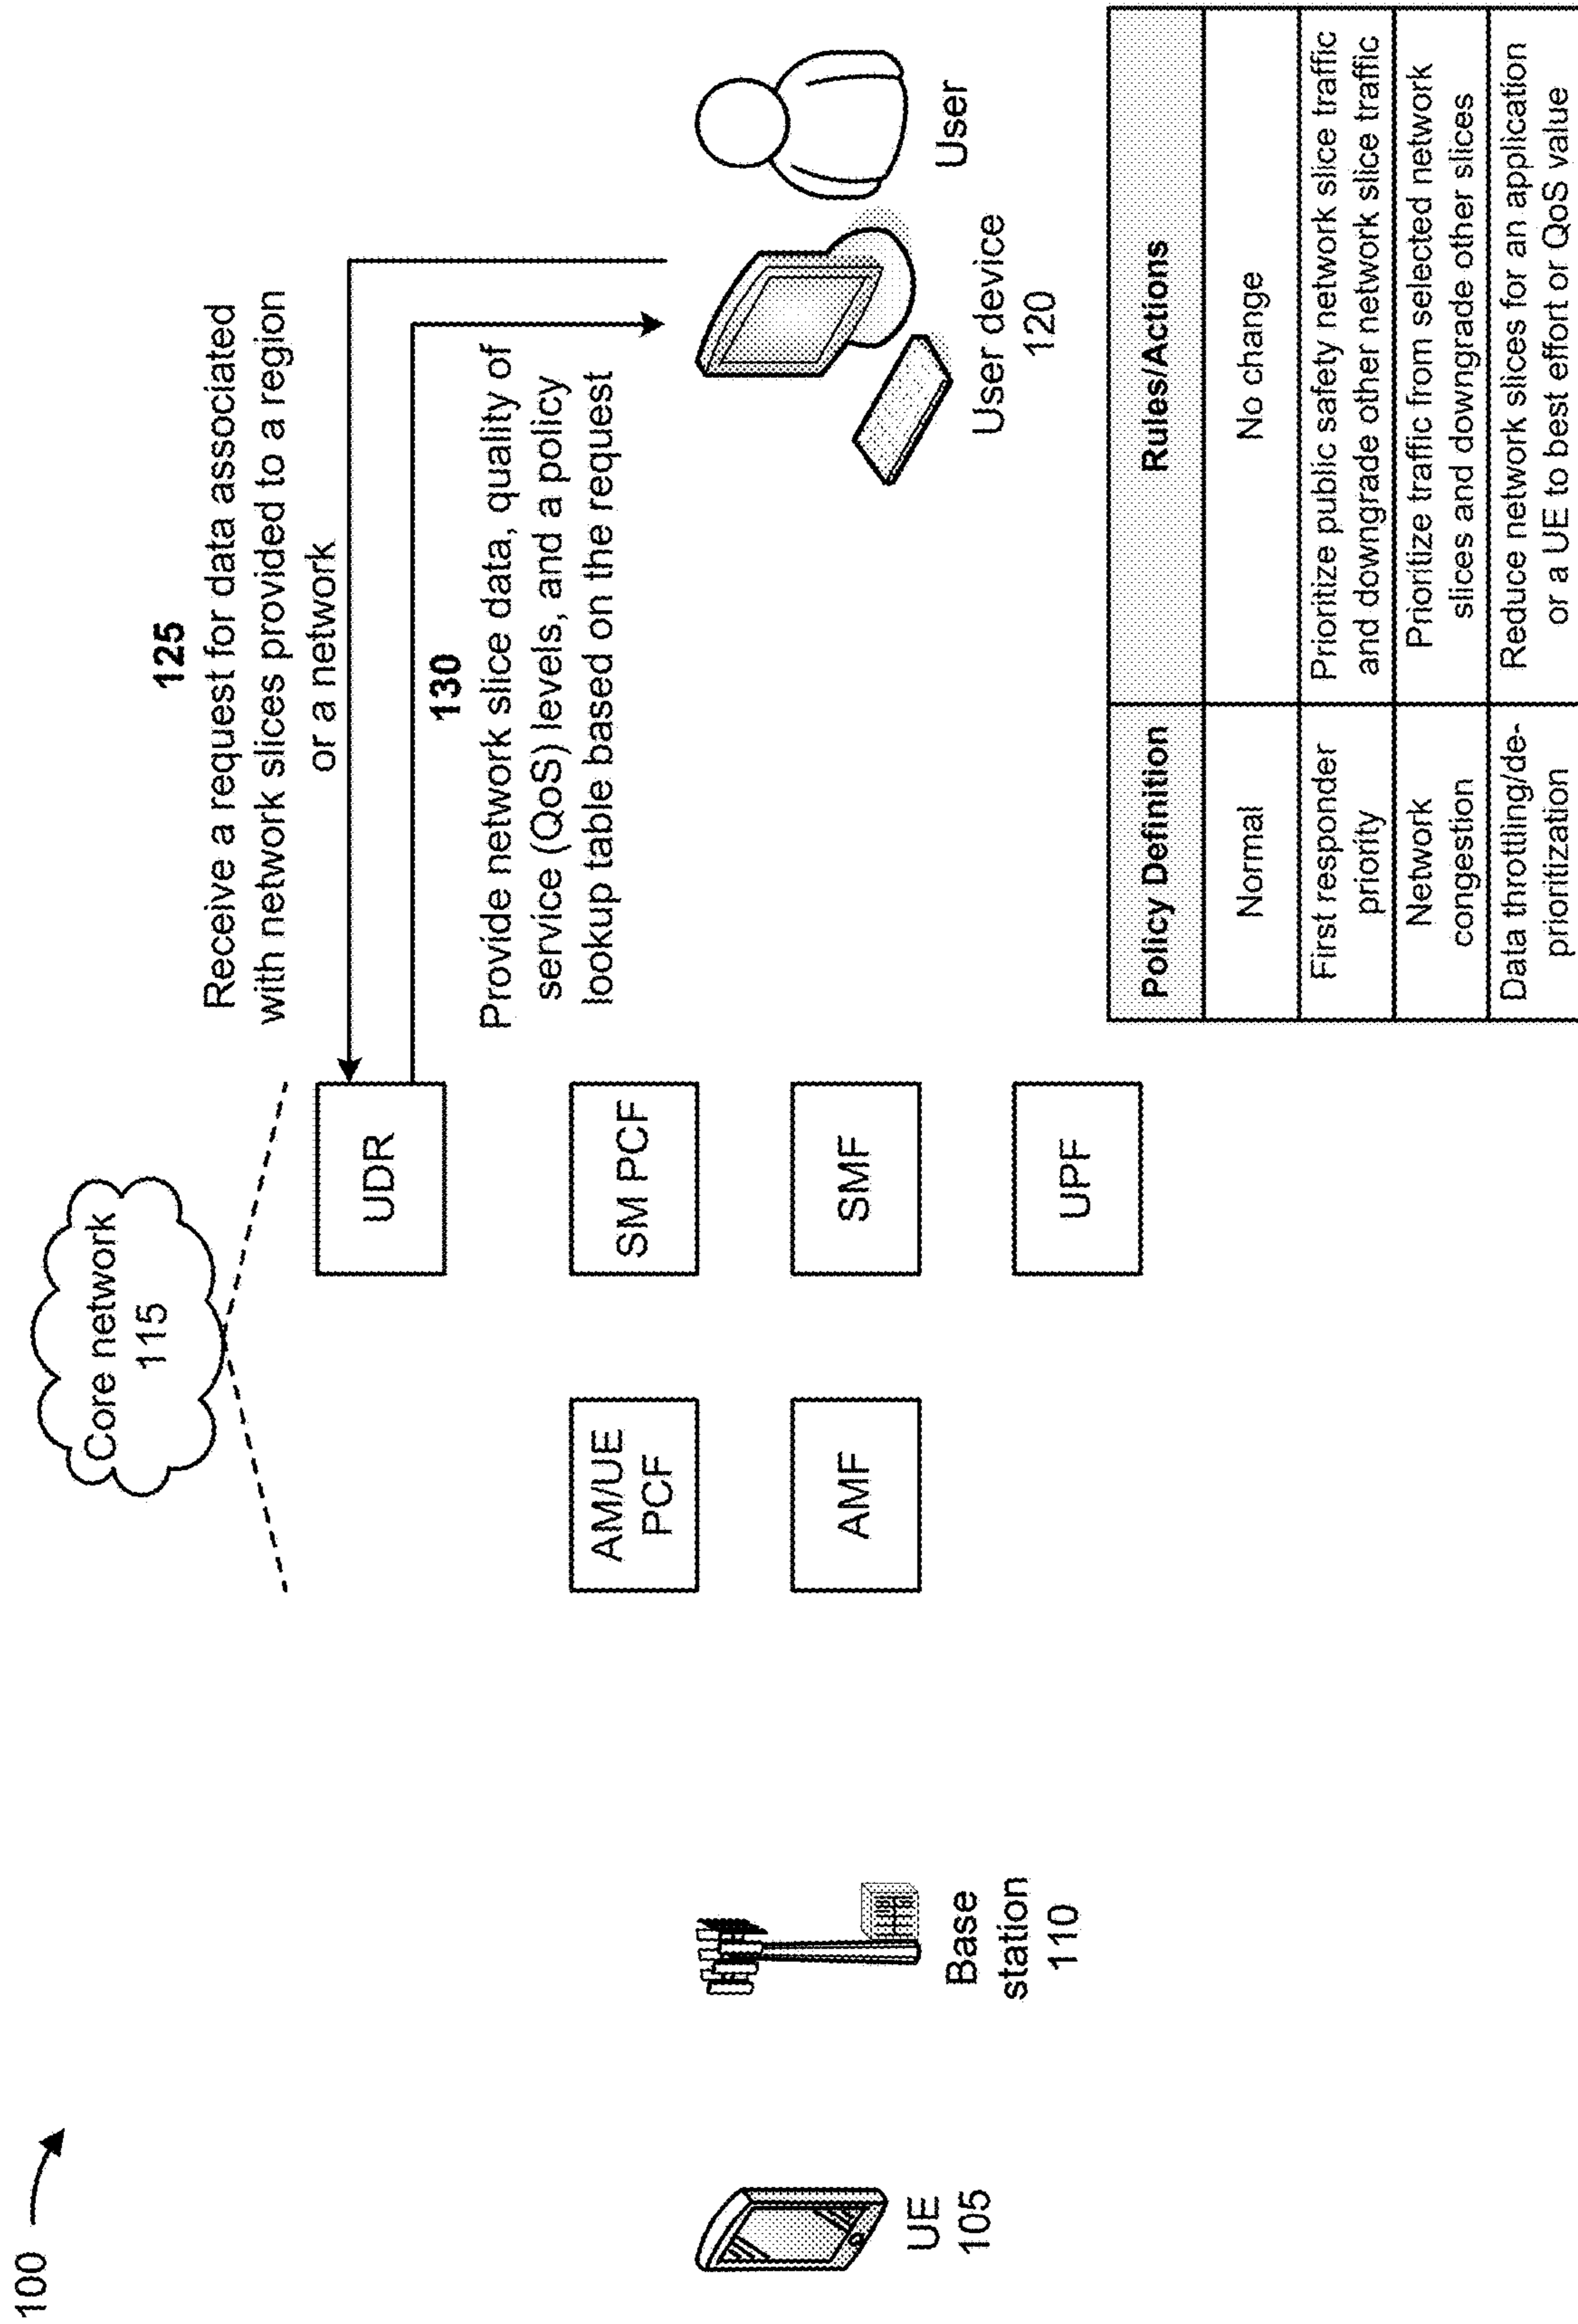 100
Core network
115
125
Receive a request for data associated
with network slices provided to a region
or a network
UDR
130
Provide network slice data, quality of
service (QoS) levels, and a policy
lookup table based on the request
AM/UE
PCF
SM PCF
AMF
SMF
UPF
UE
105
Base
station
110
User device
120
User
Policy Definition
Rules/Actions
Normal
No change
First responder
priority
Prioritize public safety network slice traffic
and downgrade other network slice traffic
Network
congestion
Prioritize traffic from selected network
slices and downgrade other slices
Data throttling/de-
prioritization
Reduce network slices for an application
or a UE to best effort or QoS value